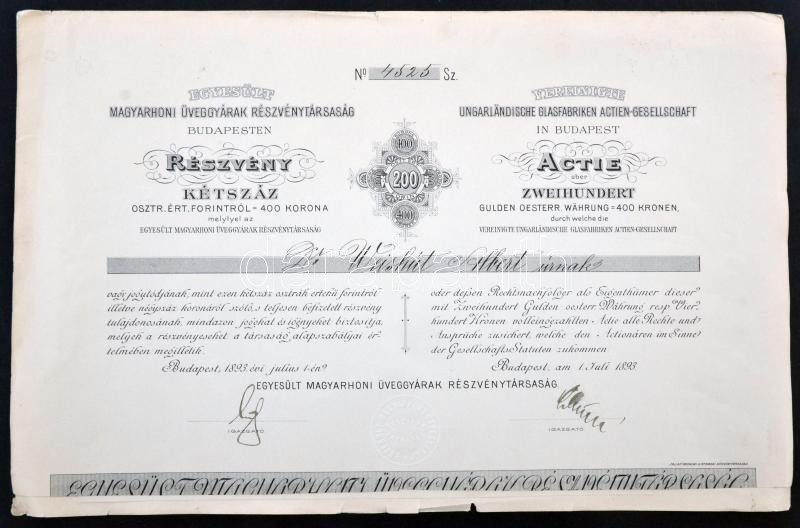 Nº 4525 Sz.
EGYESÜLT
MAGYARHONI ÜVEGGYÁRAK RÉSZVÉNYTÁRSASÁG
BUDAPESTEN
RÉSZVÉNY
KÉTSZÁZ
OSZTR. ÉRT. FORINTRÓL = 400 KORONA
melylyel az
EGYESÜLT MAGYARHONI ÜVEGGYÁRAK RÉSZVÉNYTÁRSASÁG
400
200
400
VEREINIGTE
UNGARLÄNDISCHE GLASFABRIKEN ACTIEN-GESELLSCHAFT
IN BUDAPEST
ACTIE
über
ZWEIHUNDERT
GULDEN OESTERR. WÄHRUNG = 400 KRONEN,
durch welche die
VEREINIGTE UNGARLÄNDISCHE GLASFABRIKEN ACTIEN-GESELLSCHAFT
Dr. Albert úrnak
vagy jogutódjának, mint ezen kétszáz osztrák értékű forintról
illetve négyszáz koronáról szóló, s teljesen befizetett részvény
tulajdonosának, mindazon jogokat és igényeket biztosítja,
melyek a részvényeseket a társaság alapszabályai ér-
telmében megilletik.
Budapest, 1893. évi julius 1-én.
oder deßen Rechtsnachfolger als Eigenthümer dieser
mit Zweihundert Gulden oesterr. Währung resp. Vier-
hundert Kronen volleingezahlten Actie alle Rechte und
Ansprüche zusichert, welche den Actionären im Sinne
der Gesellschafts-Statuten zukommen.
Budapest, am 1. Juli 1893.
EGYESÜLT MAGYARHONI ÜVEGGYÁRAK RÉSZVÉNYTÁRSASÁG.
IGAZGATÓ
IGAZGATÓ